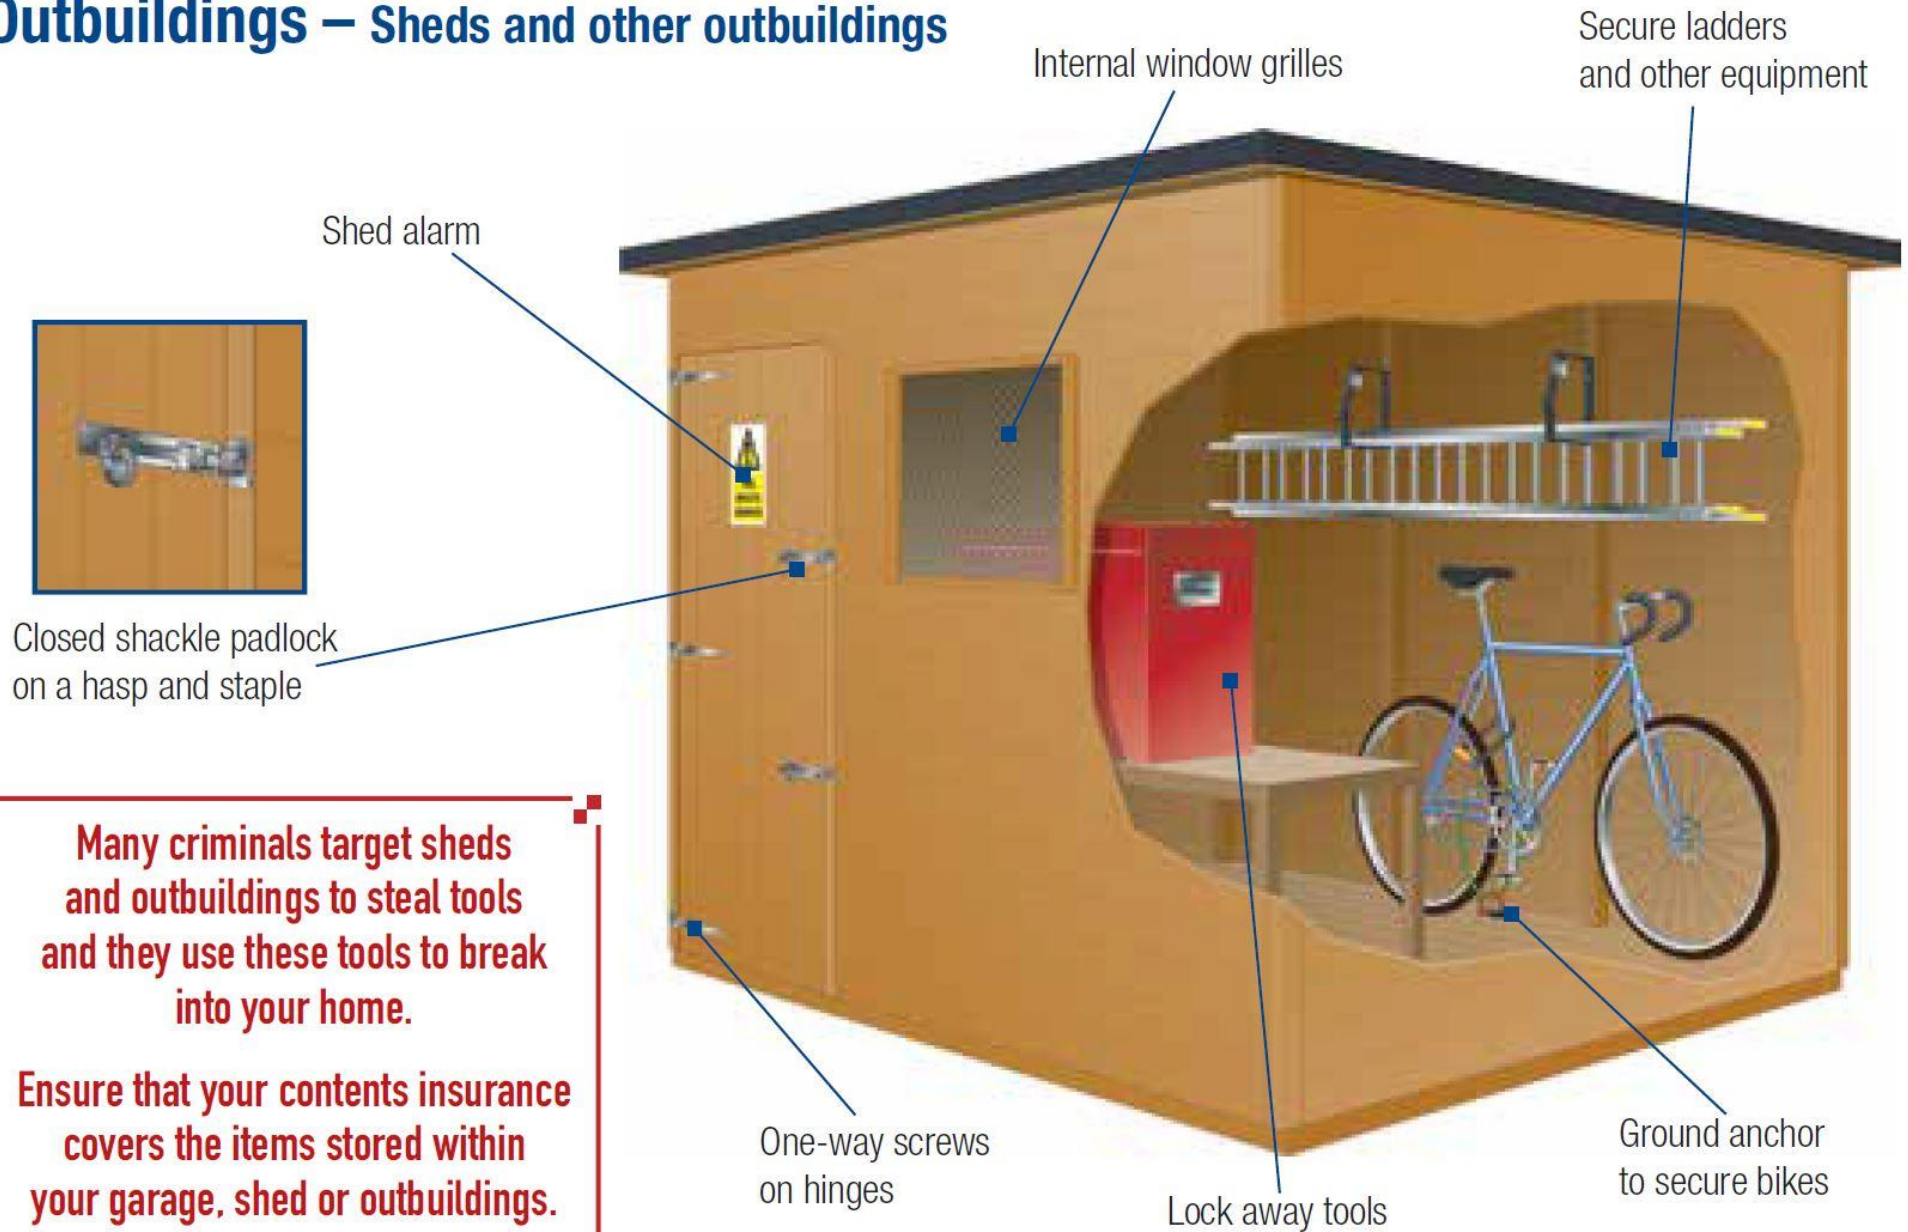 Outbuildings – Sheds and other outbuildings
Internal window grilles
Secure ladders
and other equipment
Shed alarm
Closed shackle padlock
on a hasp and staple
Many criminals target sheds
and outbuildings to steal tools
and they use these tools to break
into your home.
Ensure that your contents insurance
covers the items stored within
your garage, shed or outbuildings.
One-way screws
on hinges
Lock away tools
Ground anchor
to secure bikes